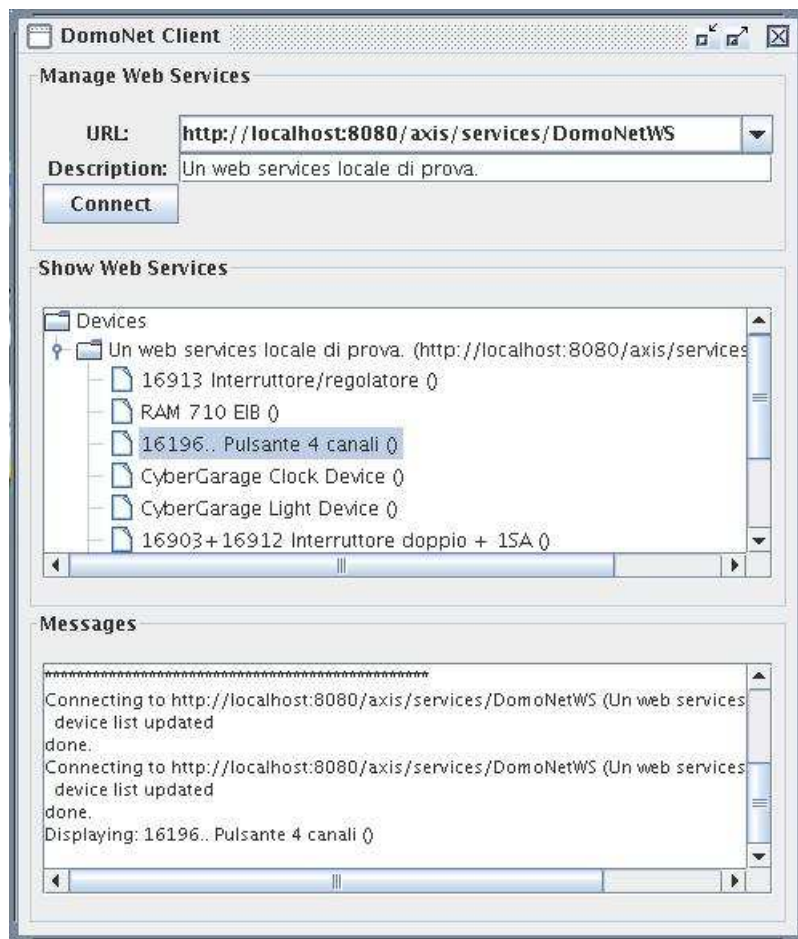 DomoNet Client
Manage Web Services
URL: http://localhost:8080/axis/services/DomoNetWS
Description: Un web services locale di prova.
Connect
Show Web Services
Devices
Un web services locale di prova. (http://localhost:8080/axis/services
16913 Interruttore/regolatore ()
RAM 710 EIB ()
16196.. Pulsante 4 canali ()
CyberGarage Clock Device ()
CyberGarage Light Device ()
16903+16912 Interruttore doppio + 1SA ()
Messages
Connecting to http://localhost:8080/axis/services/DomoNetWS (Un web services
device list updated
done.
Connecting to http://localhost:8080/axis/services/DomoNetWS (Un web services
device list updated
done.
Displaying: 16196.. Pulsante 4 canali ()